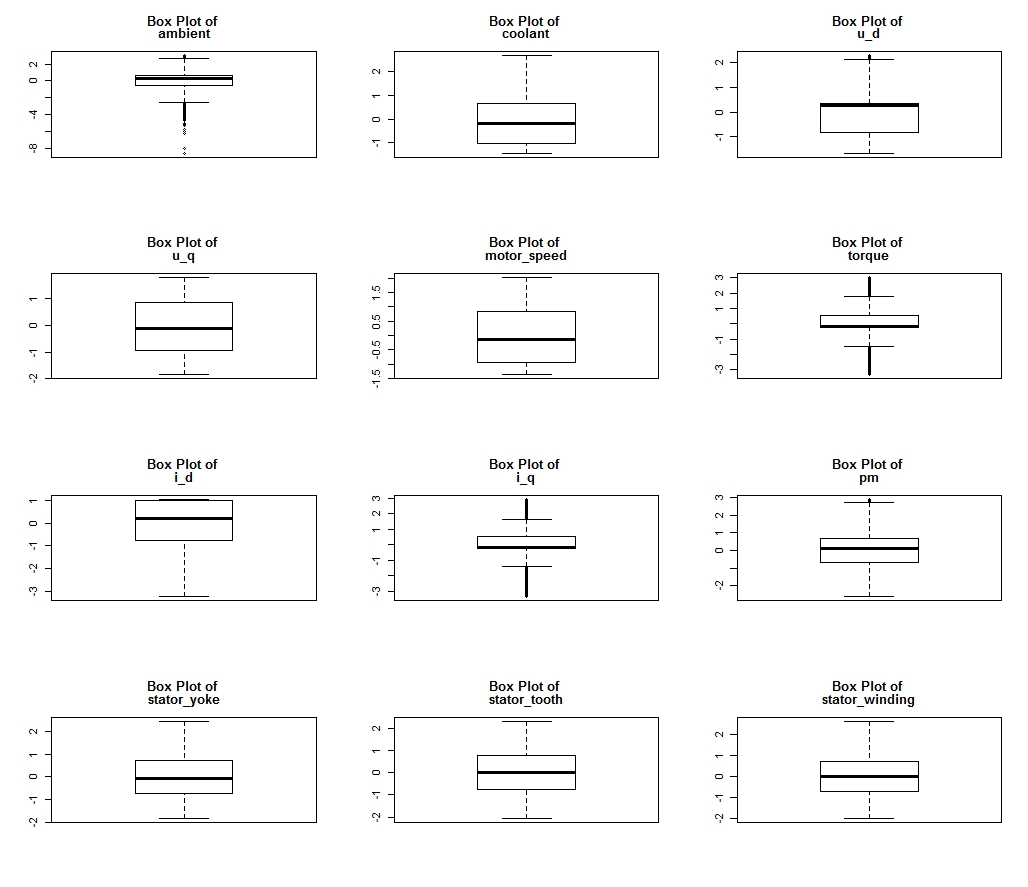 Box Plot of
ambient
2
0
-4
-8
Box Plot of
coolant
2
1
0
-1
Box Plot of
u_d
2
1
0
-1
Box Plot of
u_q
1
0
-1
-2
Box Plot of
motor_speed
1.5
0.5
-0.5
-1.5
Box Plot of
torque
3
2
1
-1
-3
Box Plot of
i_d
1
0
-1
-2
-3
Box Plot of
i_q
3
2
1
-1
-3
Box Plot of
pm
3
2
1
0
-2
Box Plot of
stator_yoke
2
1
0
-1
-2
Box Plot of
stator_tooth
2
1
0
-1
-2
Box Plot of
stator_winding
2
1
0
-1
-2